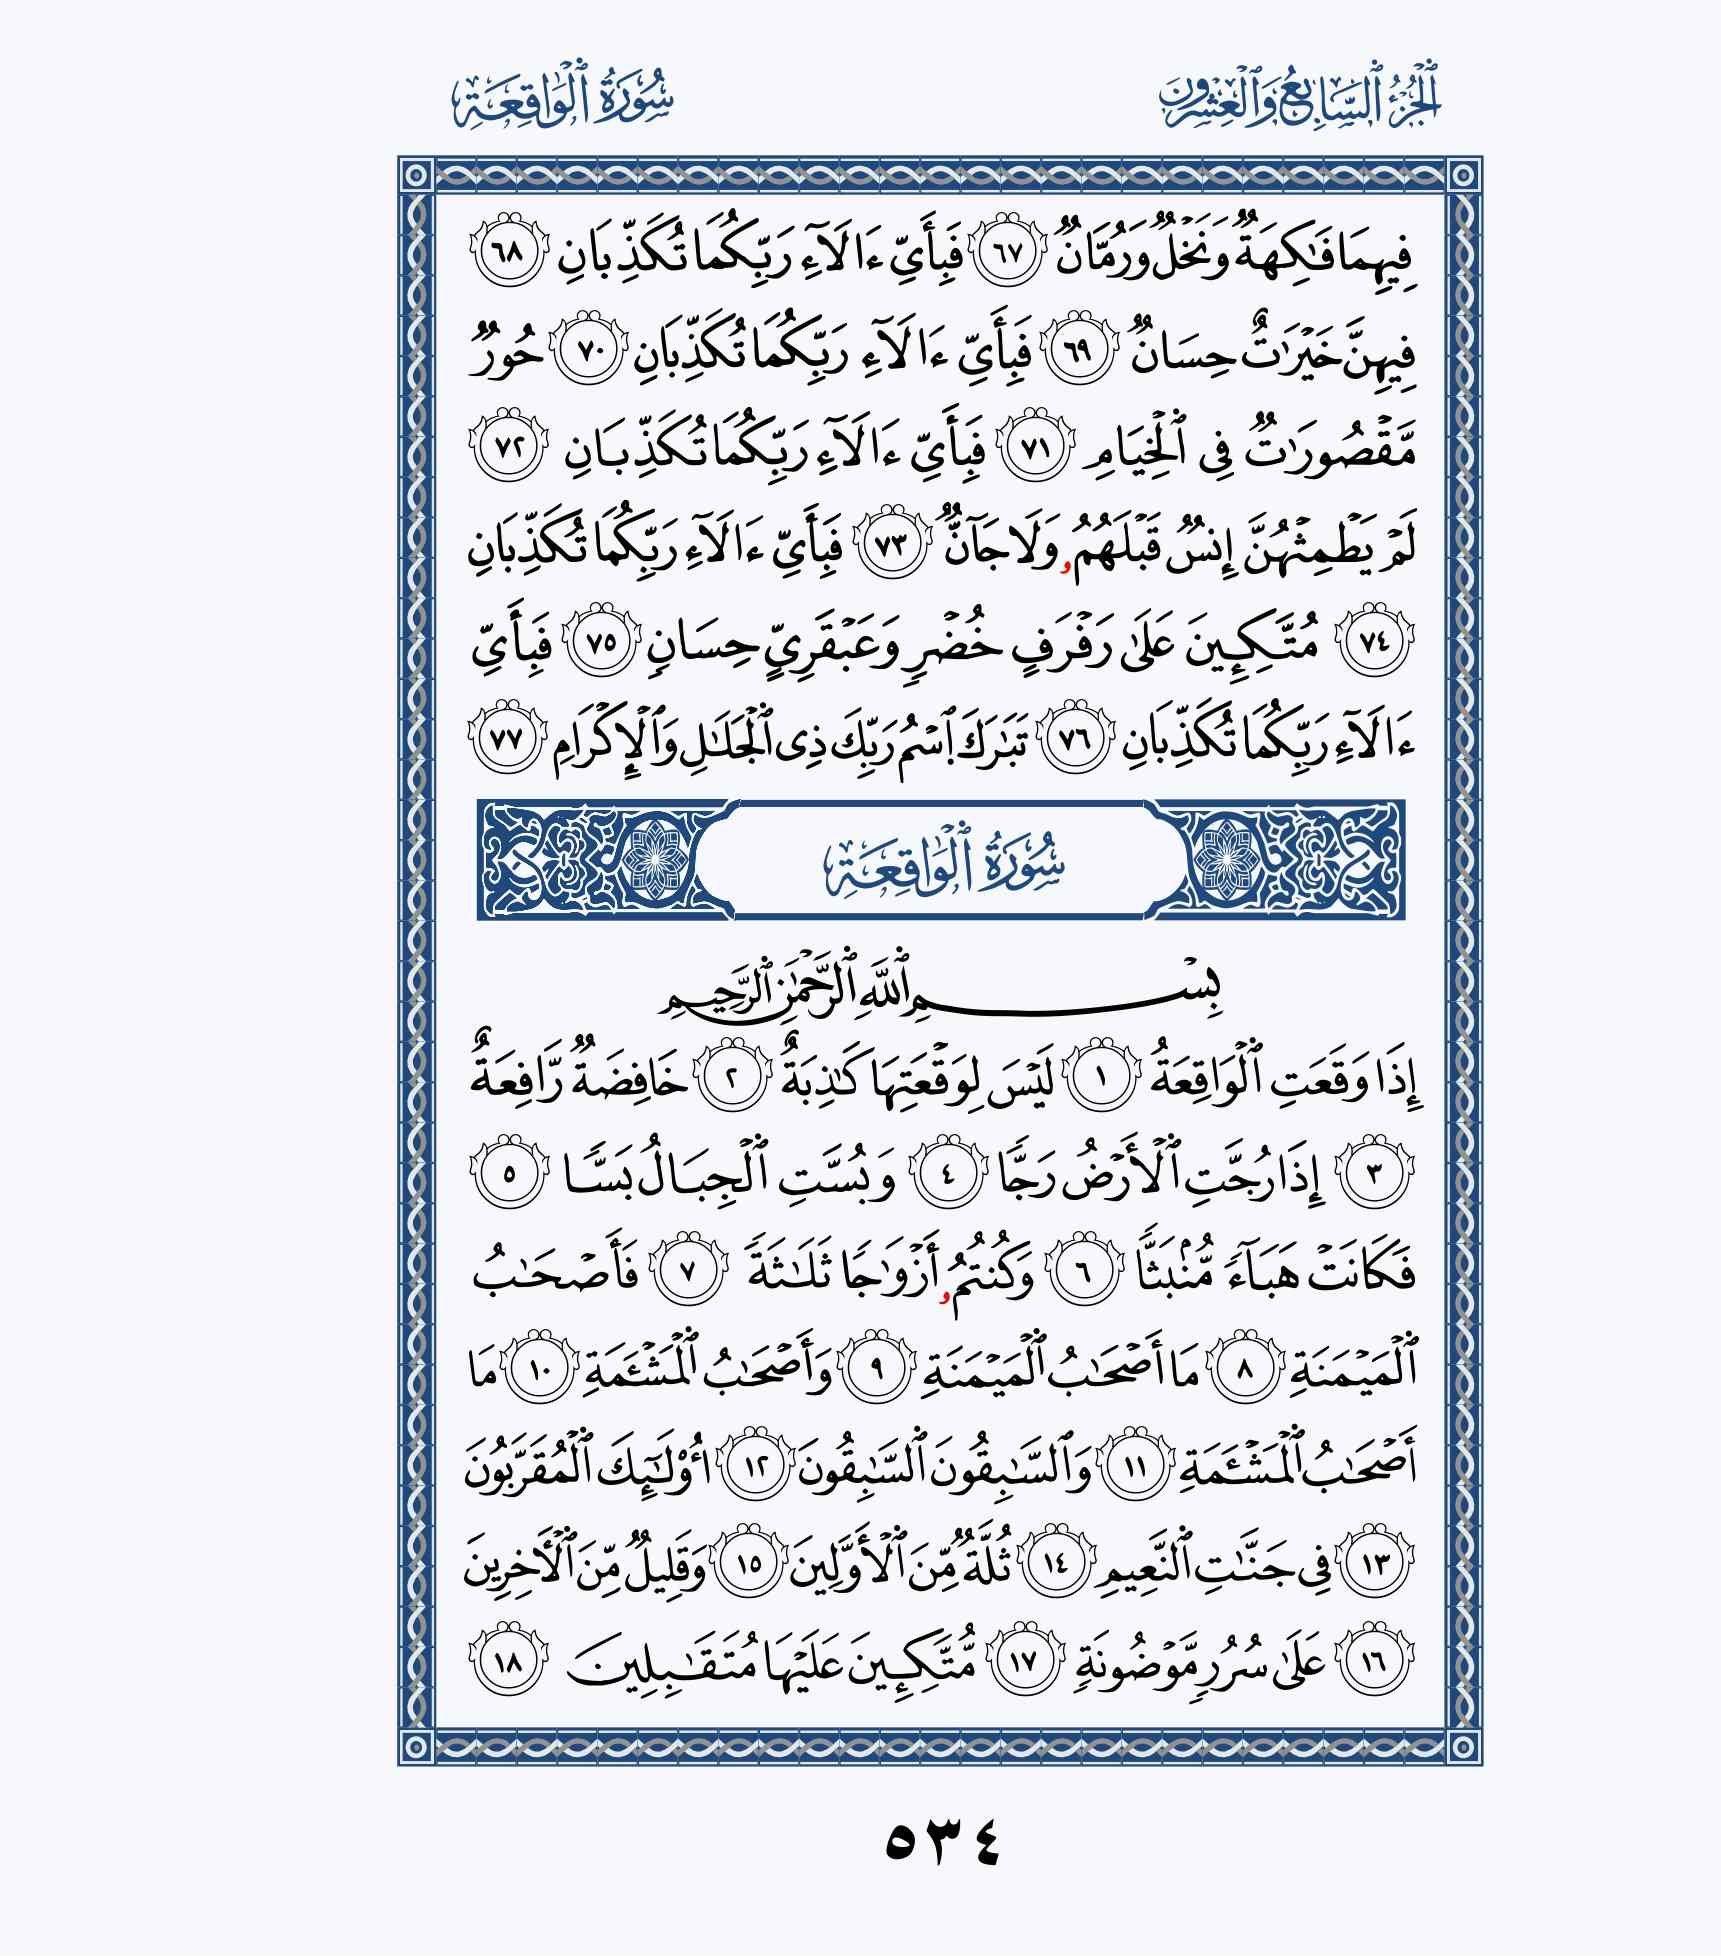 ٱلْجُزْءُ ٱلسَّابِعُ وَٱلْعِشْرُونَ سُورَةُ ٱلْوَاقِعَةِ
فِيهِمَا فَٰكِهَةٌ وَنَخْلٌ وَرُمَّانٌ ٦٧ فَبِأَيِّ ءَالَآءِ رَبِّكُمَا تُكَذِّبَانِ ٦٨
فِيهِنَّ خَيْرَٰتٌ حِسَانٌ ٦٩ فَبِأَيِّ ءَالَآءِ رَبِّكُمَا تُكَذِّبَانِ ٧٠ حُورٌ
مَّقْصُورَٰتٌ فِى ٱلْخِيَامِ ٧١ فَبِأَيِّ ءَالَآءِ رَبِّكُمَا تُكَذِّبَانِ ٧٢
لَمْ يَطْمِثْهُنَّ إِنسٌ قَبْلَهُمُۥ وَلَا جَآنٌّ ٧٣ فَبِأَيِّ ءَالَآءِ رَبِّكُمَا تُكَذِّبَانِ
٧٤ مُتَّكِـِٔينَ عَلَىٰ رَفْرَفٍ خُضْرٍ وَعَبْقَرِيٍّ حِسَانٍ ٧٥ فَبِأَيِّ
ءَالَآءِ رَبِّكُمَا تُكَذِّبَانِ ٧٦ تَبَٰرَكَ ٱسْمُ رَبِّكَ ذِى ٱلْجَلَٰلِ وَٱلْإِكْرَامِ ٧٧
سُورَةُ ٱلْوَاقِعَةِ
بِسْمِ ٱللَّهِ ٱلرَّحْمَٰنِ ٱلرَّحِيمِ
إِذَا وَقَعَتِ ٱلْوَاقِعَةُ ١ لَيْسَ لِوَقْعَتِهَا كَٰذِبَةٌ ٢ خَافِضَةٌ رَّافِعَةٌ
٣ إِذَا رُجَّتِ ٱلْأَرْضُ رَجًّا ٤ وَبُسَّتِ ٱلْجِبَالُ بَسًّا ٥
فَكَانَتْ هَبَآءً مُّنۢبَثًّا ٦ وَكُنتُمُۥ أَزْوَٰجًا ثَلَٰثَةً ٧ فَأَصْحَٰبُ
ٱلْمَيْمَنَةِ ٨ مَا أَصْحَٰبُ ٱلْمَيْمَنَةِ ٩ وَأَصْحَٰبُ ٱلْمَشْـَٔمَةِ ١٠ مَا
أَصْحَٰبُ ٱلْمَشْـَٔمَةِ ١١ وَٱلسَّٰبِقُونَ ٱلسَّٰبِقُونَ ١٢ أُوْلَٰٓئِكَ ٱلْمُقَرَّبُونَ
١٣ فِى جَنَّٰتِ ٱلنَّعِيمِ ١٤ ثُلَّةٌ مِّنَ ٱلْأَوَّلِينَ ١٥ وَقَلِيلٌ مِّنَ ٱلْأَخِرِينَ
١٦ عَلَىٰ سُرُرٍ مَّوْضُونَةٍ ١٧ مُّتَّكِـِٔينَ عَلَيْهَا مُتَقَٰبِلِينَ ١٨
٥٣٤